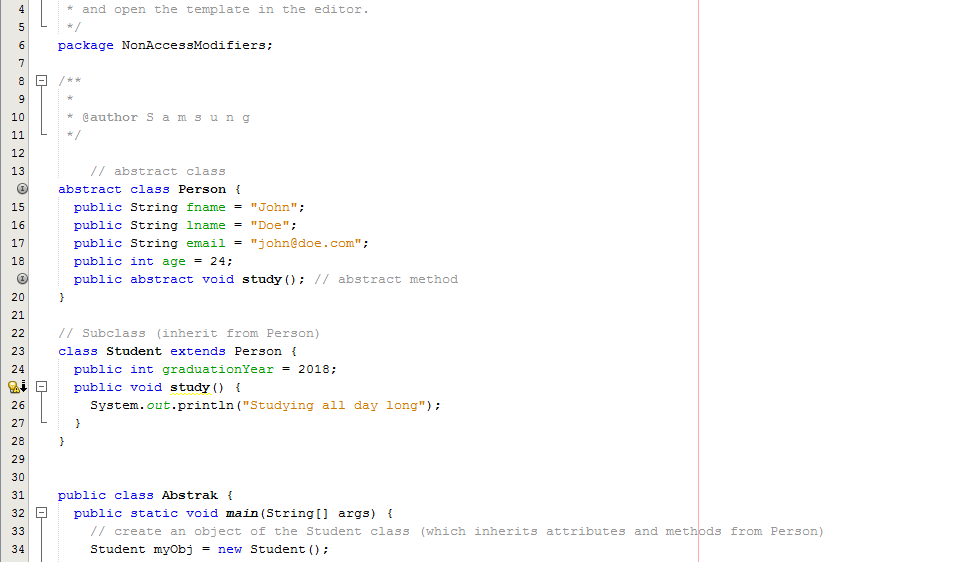 4 * and open the template in the editor.
5 */
6 package NonAccessModifiers;
7
8 /**
9 *
10 * @author S a m s u n g
11 */
12
13 // abstract class
abstract class Person {
15 public String fname = "John";
16 public String lname = "Doe";
17 public String email = "john@doe.com";
18 public int age = 24;
public abstract void study(); // abstract method
20 }
21
22 // Subclass (inherit from Person)
23 class Student extends Person {
24 public int graduationYear = 2018;
public void study() {
26 System.out.println("Studying all day long");
27 }
28 }
29
30
31 public class Abstrak {
32 public static void main(String[] args) {
33 // create an object of the Student class (which inherits attributes and methods from Person)
34 Student myObj = new Student();